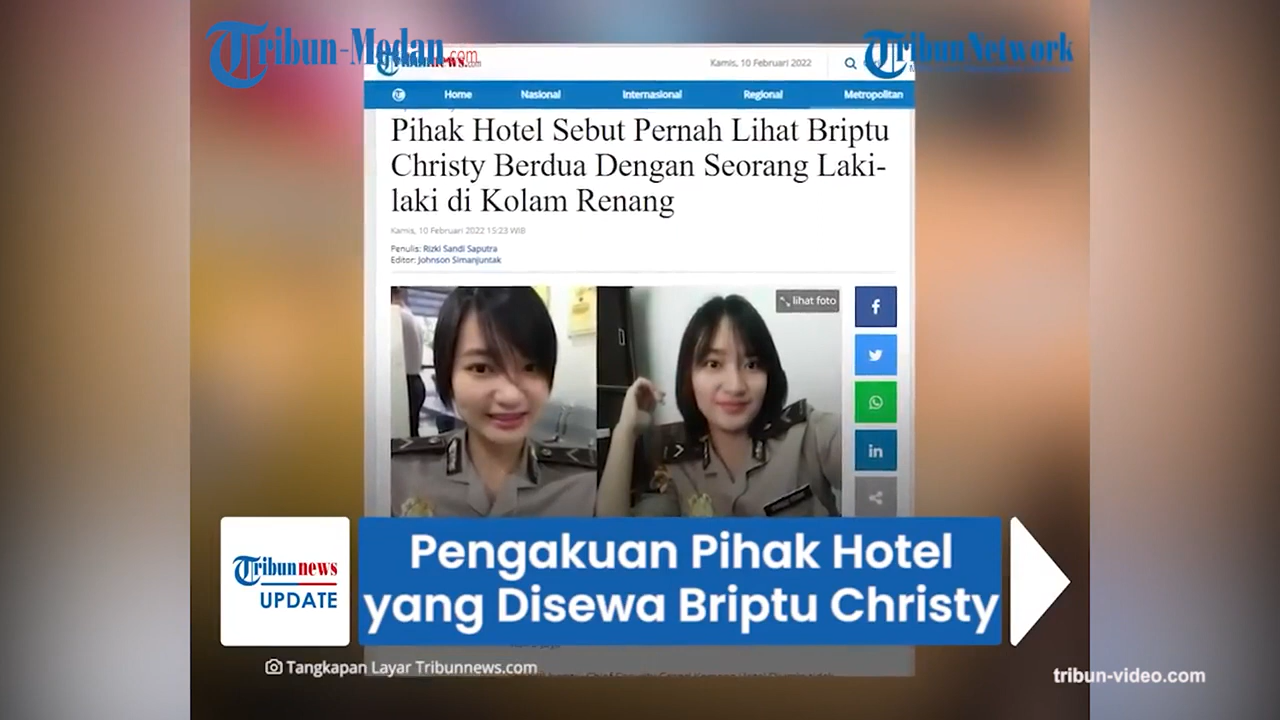 Tribun-Medan.com
Tribunnews.com
Kamis, 10 Februari 2022
TribunNetwork
Home Nasional Internasional Regional Metropolitan
Pihak Hotel Sebut Pernah Lihat Briptu
Christy Berdua Dengan Seorang Laki-
laki di Kolam Renang
Kamis, 10 Februari 2022 15:23 WIB
Penulis: Rizki Sandi Saputra
Editor: Johnson Simanjuntak
lihat foto
Tribunnews
UPDATE
Pengakuan Pihak Hotel
yang Disewa Briptu Christy
Tangkapan Layar Tribunnews.com
tribun-video.com